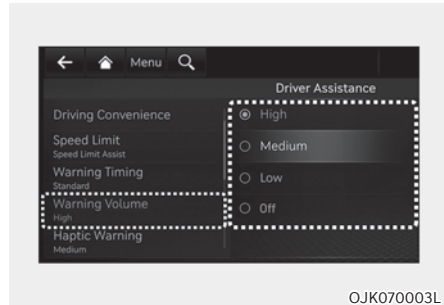 Menu
Driver Assistance
Driving Convenience
Speed Limit
Speed Limit Assist
Warning Timing
Standard
Warning Volume
High
Haptic Warning
Medium
High
Medium
Low
Off
OJK070003L